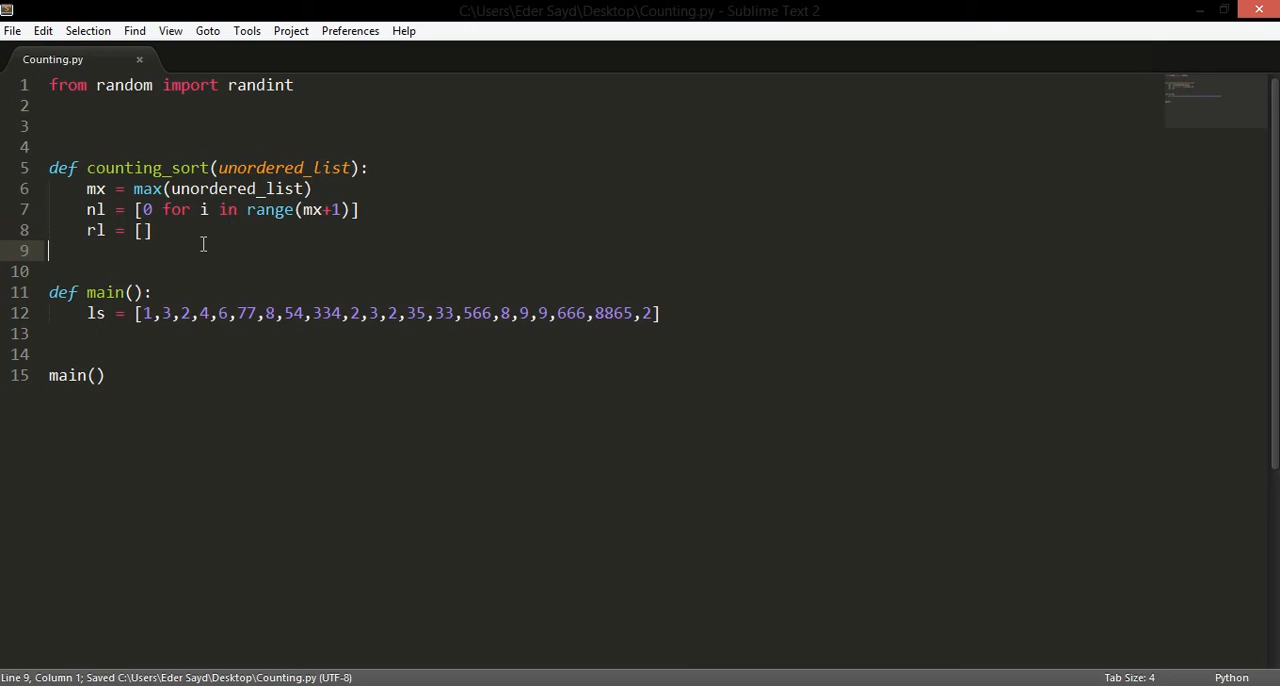 C:\Users\Eder Sayd\Desktop\Counting.py - Sublime Text 2
File Edit Selection Find View Goto Tools Project Preferences Help
Counting.py ×
1 from random import randint
2
3
4
5 def counting_sort(unordered_list):
6     mx = max(unordered_list)
7     nl = [0 for i in range(mx+1)]
8     rl = []
9
10
11 def main():
12     ls = [1,3,2,4,6,77,8,54,334,2,3,2,35,33,566,8,9,9,666,8865,2]
13
14
15 main()
Line 9, Column 1; Saved C:\Users\Eder Sayd\Desktop\Counting.py (UTF-8) Tab Size: 4 Python